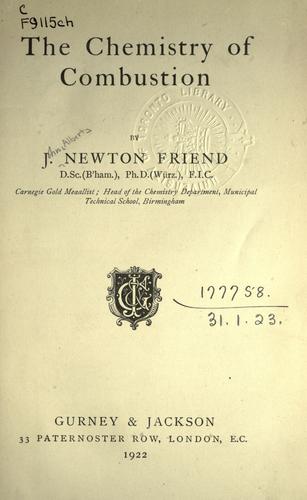 C
F9115ch
The Chemistry of
Combustion
BY
John Albert
J. NEWTON FRIEND
D.Sc.(B'ham.), Ph.D.(Würz.), F.I.C.
Carnegie Gold Medallist; Head of the Chemistry Department, Municipal
Technical School, Birmingham
177758.
31.1.23.
GURNEY & JACKSON
33 PATERNOSTER ROW, LONDON, E.C.
1922